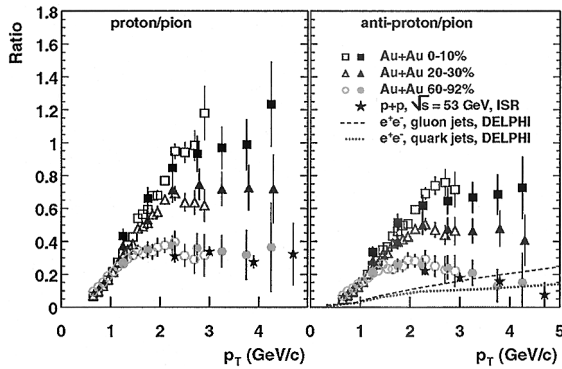 proton/pion
anti-proton/pion
Ratio
1.8
1.6
1.4
1.2
1
0.8
0.6
0.4
0.2
0
Au+Au 0-10%
Au+Au 20-30%
Au+Au 60-92%
p+p, √s = 53 GeV, ISR
e⁺e⁻, gluon jets, DELPHI
e⁺e⁻, quark jets, DELPHI
0 1 2 3 4 0 1 2 3 4 5
pT (GeV/c) pT (GeV/c)